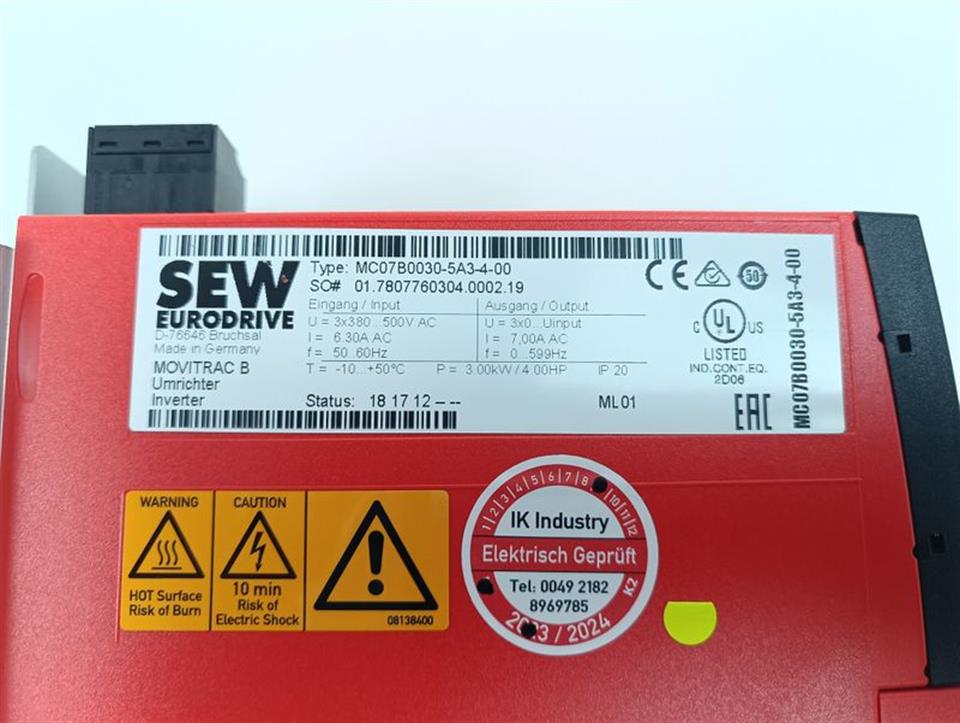 SEW
EURODRIVE
D-76646 Bruchsal
Made in Germany
MOVITRAC B
Umrichter
Inverter
Type: MC07B0030-5A3-4-00
SO# 01.7807760304.0002.19
Eingang / Input
U = 3x380...500V AC
I = 6.30A AC
f = 50..60Hz
T = -10...+50°C
Ausgang / Output
U = 3x0...Uinput
I = 7,00A AC
f = 0...599Hz
P = 3.00kW / 4.00HP
IP 20
Status: 18 17 12 -- --
ML 01
CE
50
C UL US
LISTED
IND.CONT.EQ.
2D06
EAC
MC07B0030-5A3-4-00
WARNING
HOT Surface
Risk of Burn
CAUTION
10 min
Risk of
Electric Shock
08138400
1|2|3|4|5|6|7|8 10|11|12
IK Industry
Elektrisch Geprüft
Tel: 0049 2182
8969785
K2
/ 2024